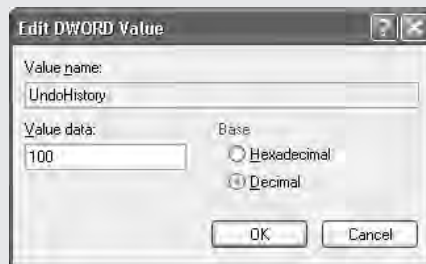 Edit DWORD Value
Value name:
UndoHistory
Value data:
Base
100
Hexadecimal
Decimal
OK
Cancel